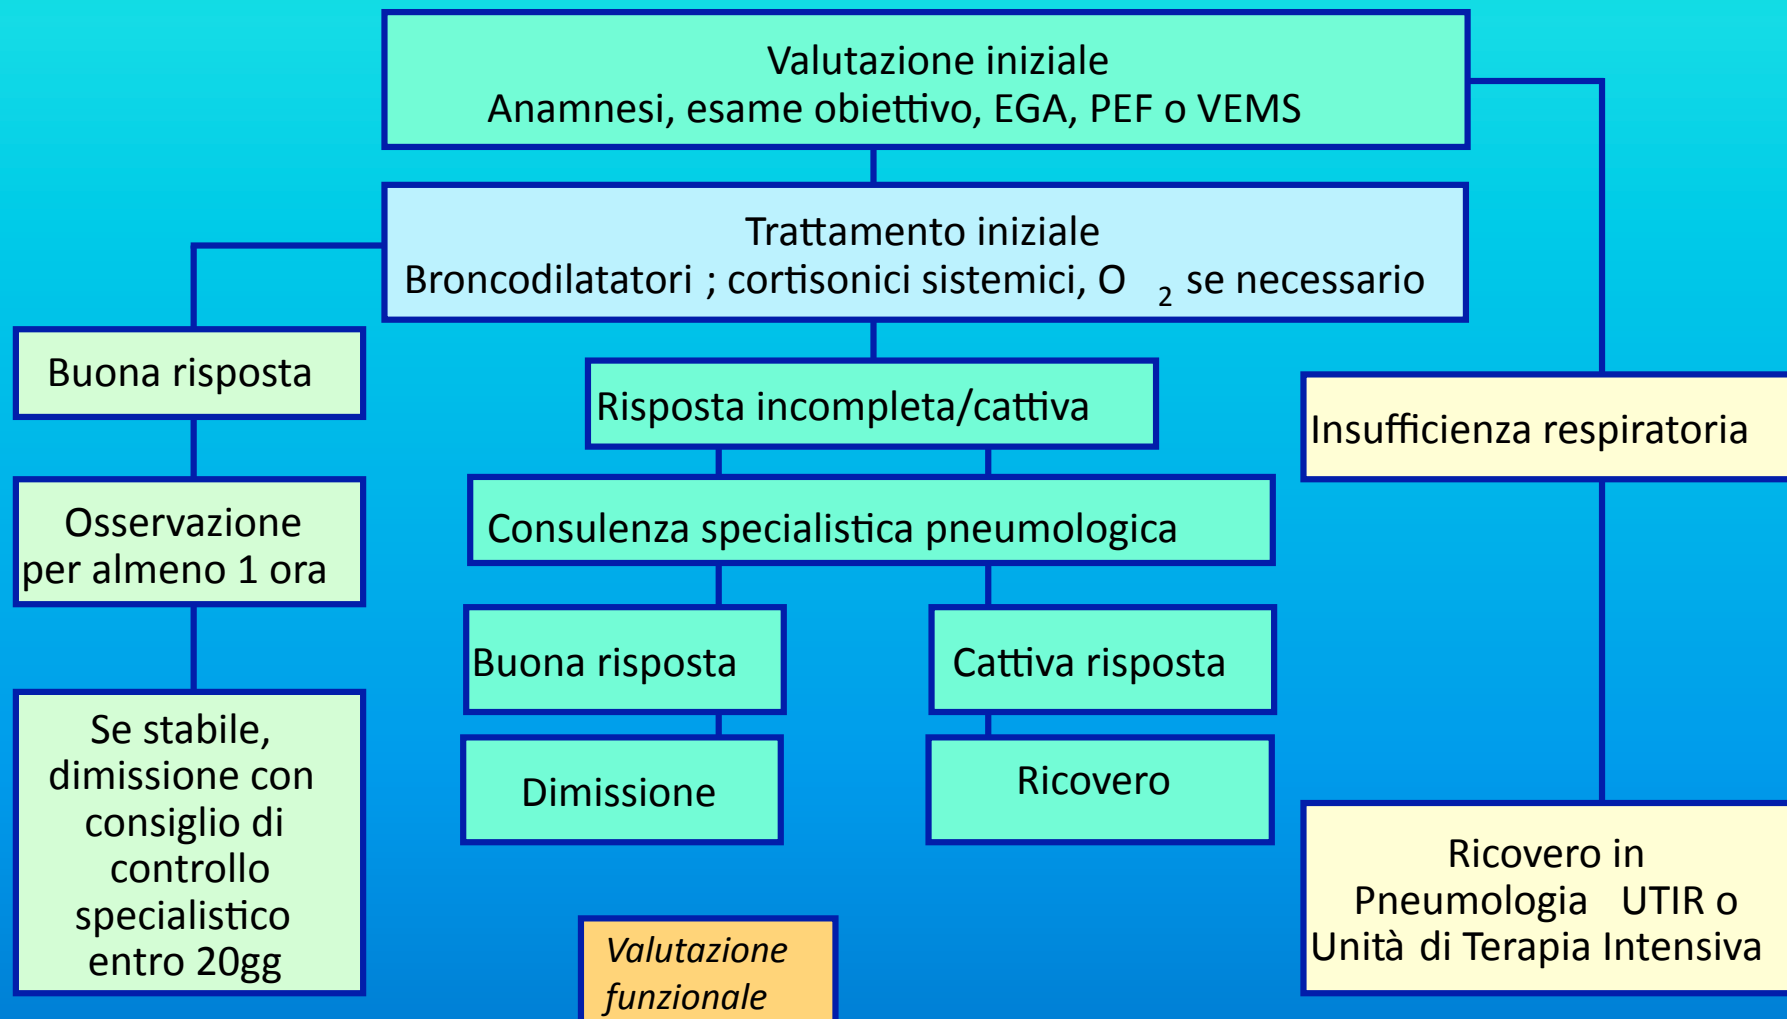 Valutazione iniziale
Anamnesi, esame obiettivo, EGA, PEF o VEMS
Trattamento iniziale
Broncodilatatori ; cortisonici sistemici, O 2 se necessario
Buona risposta
Osservazione
per almeno 1 ora
Se stabile,
dimissione con
consiglio di
controllo
specialistico
entro 20gg
Risposta incompleta/cattiva
Consulenza specialistica pneumologica
Buona risposta
Dimissione
Cattiva risposta
Ricovero
Insufficienza respiratoria
Ricovero in
Pneumologia UTIR o
Unità di Terapia Intensiva
Valutazione
funzionale